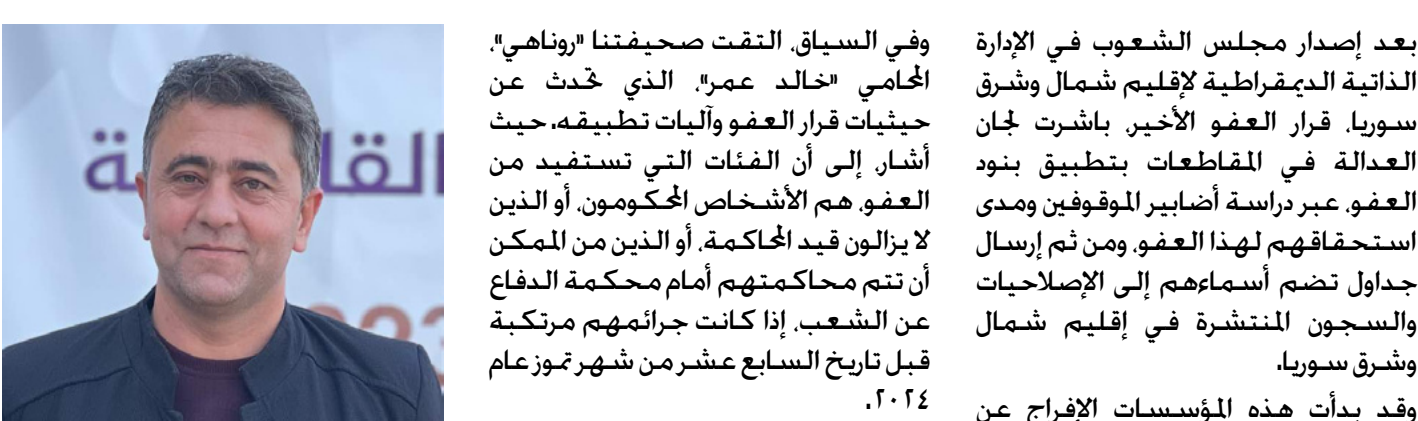 بعد إصدار مجلس الشعوب في الإدارة
الذاتية الديمقراطية لإقليم شمال وشرق
سوريا، قرار العفو الأخير، باشرت لجان
العدالة في المقاطعات بتطبيق بنود
العفو، عبر دراسة أضابير الموقوفين ومدى
استحقاقهم لهذا العفو، ومن ثم إرسال
جداول تضم أسماءهم إلى الإصلاحيات
والسجون المنتشرة في إقليم شمال
وشرق سوريا.
وقد بدأت هذه المؤسسات الإفراج عن
وفي السياق، التقت صحيفتنا "روناهي"،
المحامي "خالد عمر"، الذي تحدث عن
حيثيات قرار العفو وآليات تطبيقه، حيث
أشار، إلى أن الفئات التي تستفيد من
العفو، هم الأشخاص المحكومون، أو الذين
لا يزالون قيد المحاكمة، أو الذين من الممكن
أن تتم محاكمتهم أمام محكمة الدفاع
عن الشعب، إذا كانت جرائمهم مرتكبة
قبل تاريخ السابع عشر من شهر تموز عام
٢٠٢٤.